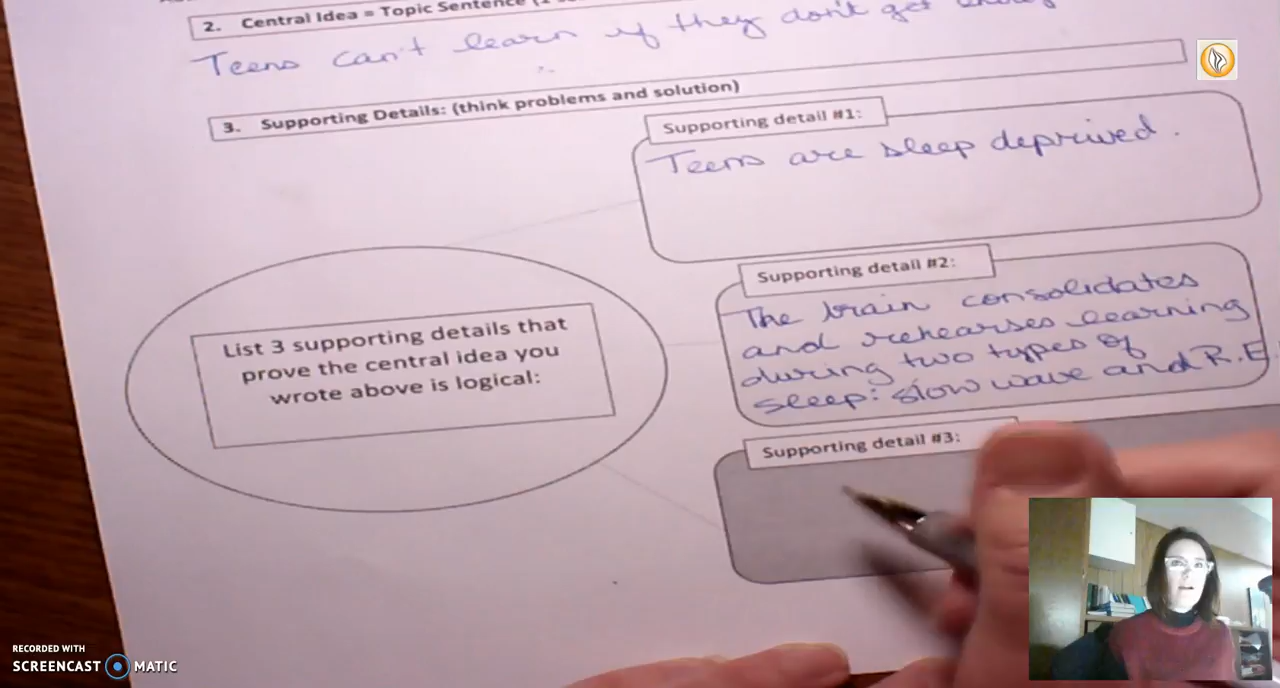 2. Central Idea = Topic Sentence
Teens can't learn if they don't get
3. Supporting Details: (think problems and solution)
Supporting detail #1:
Teens are sleep deprived.
List 3 supporting details that
prove the central idea you
wrote above is logical:
Supporting detail #2:
The brain consolidates
and rehearses learning
during two types of
sleep: slow wave and R.E.
Supporting detail #3:
RECORDED WITH
SCREENCAST MATIC